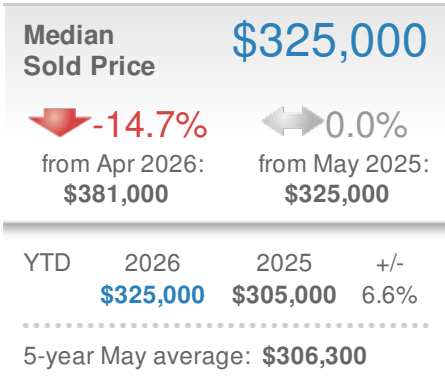 Median
Sold Price
$325,000
-14.7%
from Apr 2026:
$381,000
0.0%
from May 2025:
$325,000
YTD 2026 2025 +/-
$325,000 $305,000 6.6%
5-year May average: $306,300